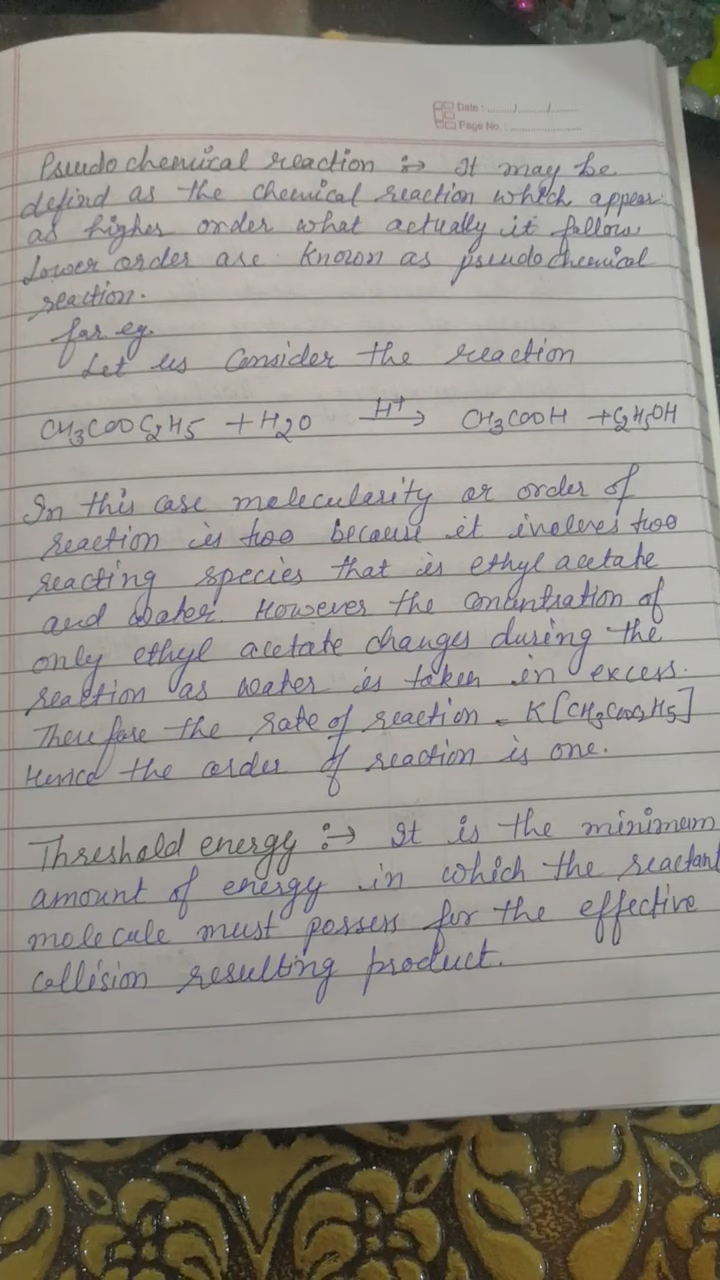 Date : ....../....../......
Page No. : ..................
Pseudo chemical reaction :→ It may be
defind as the chemical reaction which appear
as higher order what actually it follow
Lower order are known as pseudo chemical
reaction.
for eg.
Let us Consider the reaction
CH3COOC2H5 + H2O H+→ CH3COOH + C2H5OH
In this case molecularity or order of
reaction is two because it involves two
reacting species that is ethyl acetate
and water. However the concentration of
only ethyl acetate changes during the
reaction as water is taken in excess.
Therefore the rate of reaction = K[CH3COOC2H5]
Hence the order of reaction is one.
Threshold energy :→ It is the minimum
amount of energy in which the reactant
molecule must possess for the effective
collision resulting product.